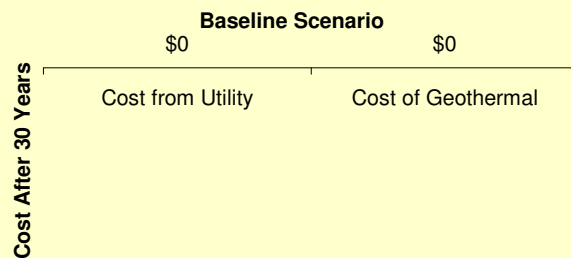 Baseline Scenario
$0 $0
Cost from Utility Cost of Geothermal
Cost After 30 Years